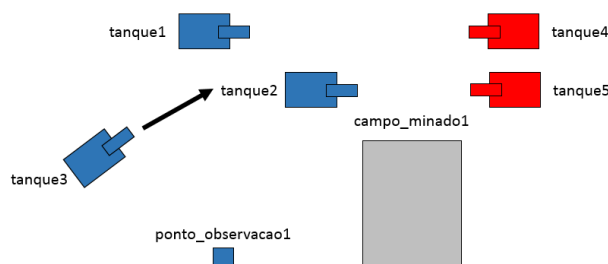 tanque1
tanque4
tanque2
tanque5
campo_minado1
tanque3
ponto_observacao1